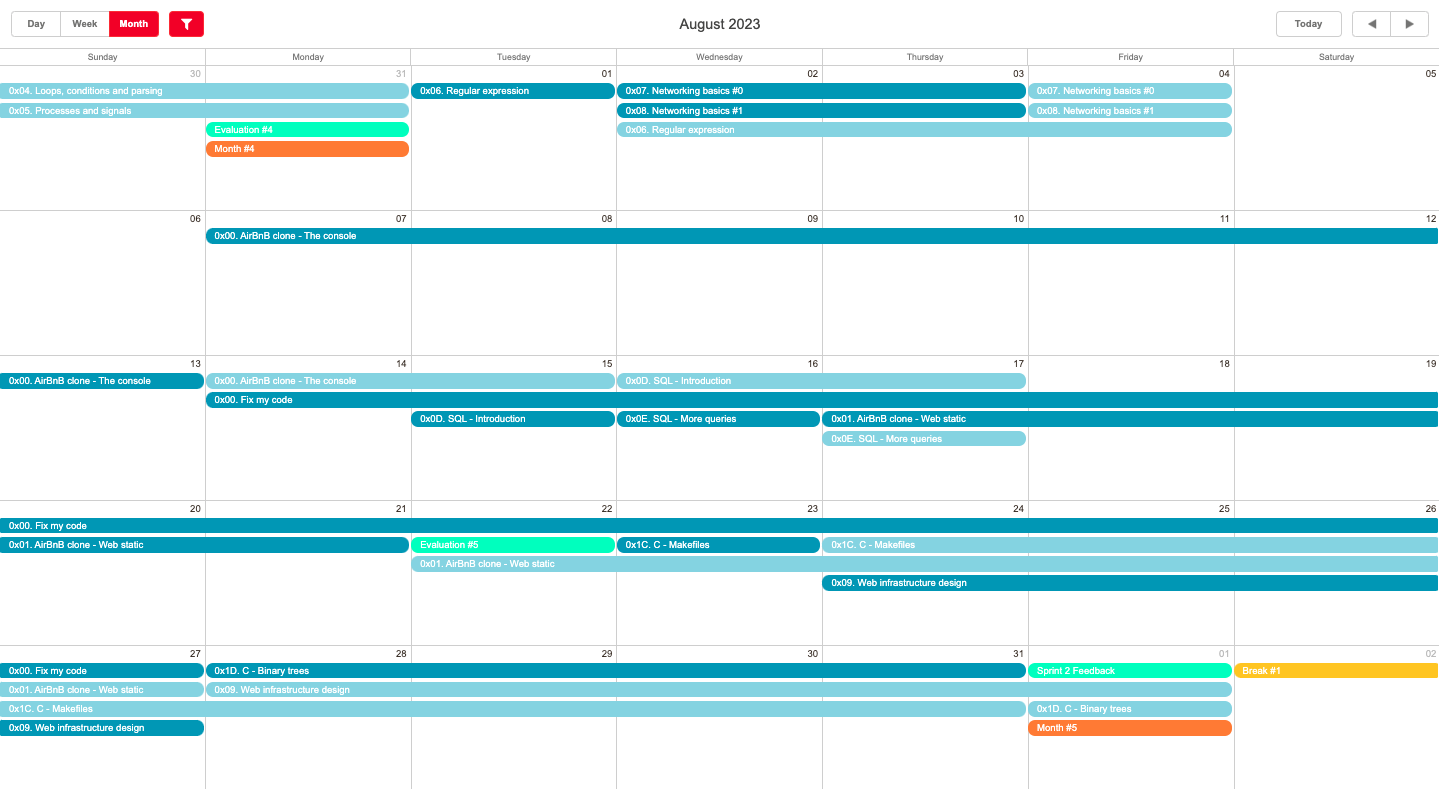 Day Week Month August 2023 Today
Sunday Monday Tuesday Wednesday Thursday Friday Saturday
30 31 01 02 03 04 05
0x04. Loops, conditions and parsing 0x06. Regular expression 0x07. Networking basics #0 0x07. Networking basics #0
0x05. Processes and signals 0x08. Networking basics #1 0x08. Networking basics #1
Evaluation #4 0x06. Regular expression
Month #4
06 07 08 09 10 11 12
0x00. AirBnB clone - The console
13 14 15 16 17 18 19
0x00. AirBnB clone - The console 0x00. AirBnB clone - The console 0x0D. SQL - Introduction
0x00. Fix my code
0x0D. SQL - Introduction 0x0E. SQL - More queries 0x01. AirBnB clone - Web static
0x0E. SQL - More queries
20 21 22 23 24 25 26
0x00. Fix my code
0x01. AirBnB clone - Web static Evaluation #5 0x1C. C - Makefiles 0x1C. C - Makefiles
0x01. AirBnB clone - Web static
0x09. Web infrastructure design
27 28 29 30 31 01 02
0x00. Fix my code 0x1D. C - Binary trees Sprint 2 Feedback Break #1
0x01. AirBnB clone - Web static 0x09. Web infrastructure design
0x1C. C - Makefiles 0x1D. C - Binary trees
0x09. Web infrastructure design Month #5